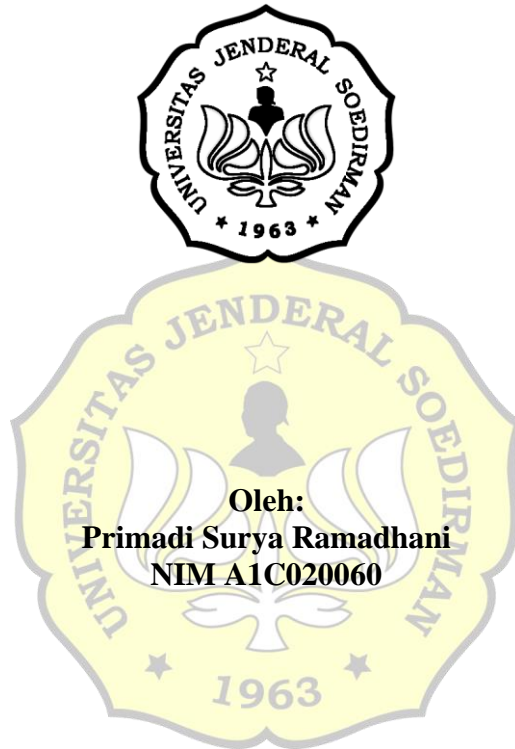 UNIVERSITAS JENDERAL SOEDIRMAN
* 1963 *
UNIVERSITAS JENDERAL SOEDIRMAN
Oleh:
Primadi Surya Ramadhani
NIM A1C020060
* 1963 *